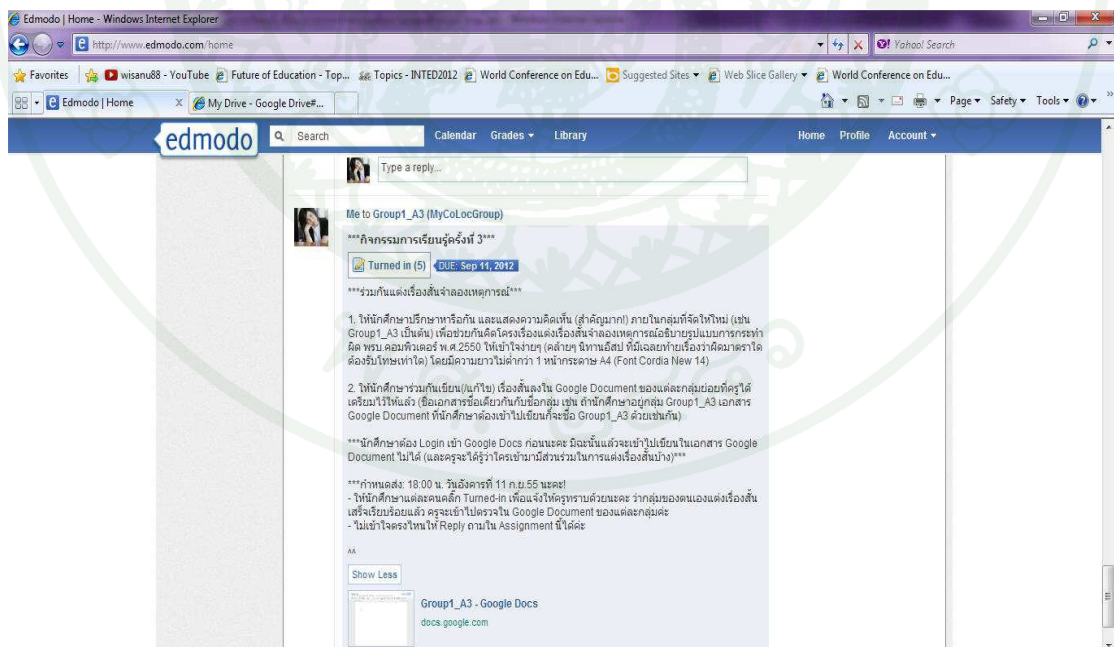 Edmodo | Home - Windows Internet Explorer
http://www.edmodo.com/home
Yahoo! Search
Favorites wisanu88 - YouTube Future of Education - Top... Topics - INTED2012 World Conference on Edu... Suggested Sites Web Slice Gallery World Conference on Edu...
Edmodo | Home X My Drive - Google Drive#... Page Safety Tools
edmodo Search Calendar Grades Library Home Profile Account
Type a reply...
Me to Group1_A3 (MyCoLocGroup)
***กิจกรรมการเรียนรู้ครั้งที่ 3***
Turned in (5) DUE: Sep 11, 2012
***ร่วมกันแต่งเรื่องสั้นจำลองเหตุการณ์***
1. ให้นักศึกษาปรึกษาหารือกัน และแสดงความคิดเห็น (สำคัญมาก!) ภายในกลุ่มที่จัดให้ใหม่ (เช่น
Group1_A3 เป็นต้น) เพื่อช่วยกันคิดโครงเรื่องแต่งเรื่องสั้นจำลองเหตุการณ์อธิบายรูปแบบการกระทำ
ผิด พรบ.คอมพิวเตอร์ พ.ศ.2550 ให้เข้าใจง่ายๆ (คล้ายๆ นิทานอีสป ที่มีเฉลยท้ายเรื่องว่าผิดมาตราใด
ต้องรับโทษเท่าใด) โดยมีความยาวไม่ต่ำกว่า 1 หน้ากระดาษ A4 (Font Cordia New 14)
2. ให้นักศึกษาร่วมกันเขียน(/แก้ไข) เรื่องสั้นลงใน Google Document ของแต่ละกลุ่มย่อยที่ครูได้
เตรียมไว้ให้แล้ว (ชื่อเอกสารชื่อเดียวกันกับชื่อกลุ่ม เช่น ถ้านักศึกษาอยู่กลุ่ม Group1_A3 เอกสาร
Google Document ที่นักศึกษาต้องเข้าไปเขียนก็จะชื่อ Group1_A3 ด้วยเช่นกัน)
***นักศึกษาต้อง Login เข้า Google Docs ก่อนนะคะ มิฉะนั้นแล้วจะเข้าไปเขียนในเอกสาร Google
Document ไม่ได้ (และครูจะได้รู้ว่าใครเข้ามามีส่วนร่วมในการแต่งเรื่องสั้นบ้าง)***
***กำหนดส่ง: 18:00 น. วันอังคารที่ 11 ก.ย.55 นะคะ!
- ให้นักศึกษาแต่ละคนคลิ๊ก Turned-in เพื่อแจ้งให้ครูทราบด้วยนะคะ ว่ากลุ่มของตนเองแต่งเรื่องสั้น
เสร็จเรียบร้อยแล้ว ครูจะเข้าไปตรวจใน Google Document ของแต่ละกลุ่มค่ะ
- ไม่เข้าใจตรงไหนให้ Reply ถามใน Assignment นี้ได้ค่ะ
^^
Show Less
Group1_A3 - Google Docs
docs.google.com